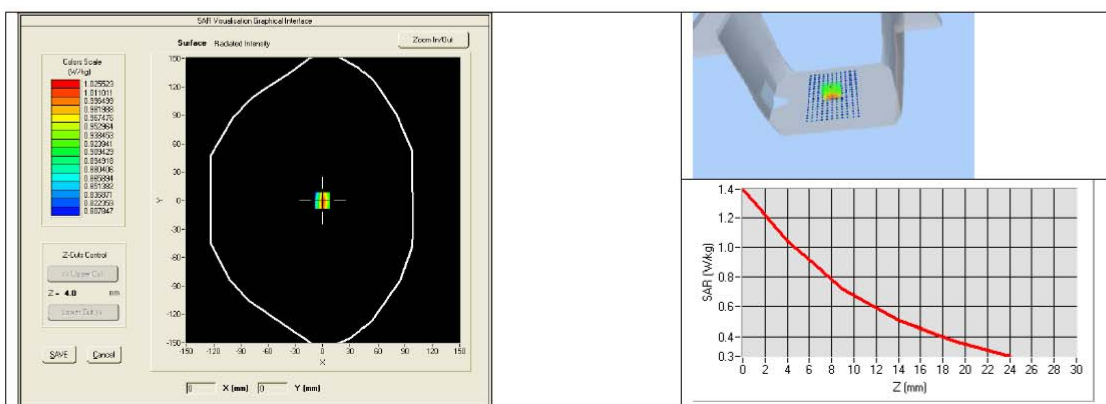 SAR Visualisation Graphical Interface
Surface Radiated Intensity
Zoom In/Out
Colors Scale
(W/kg)
1.025523
1.011011
0.996499
0.981988
0.967476
0.952964
0.938453
0.923941
0.909429
0.894918
0.880406
0.865894
0.851382
0.836871
0.822359
0.807847
Z-Cuts Control
Z = 4.0 mm
SAVE Cancel
150
120
90
60
30
0
-30
-60
-90
-120
-150
Y
-150 -120 -90 -60 -30 0 30 60 90 120 150
X
0 X (mm) 0 Y (mm)
1.4
1.2
1.0
0.8
0.6
0.4
0.3
SAR (W/kg)
0 2 4 6 8 10 12 14 16 18 20 22 24 26 28 30
Z (mm)